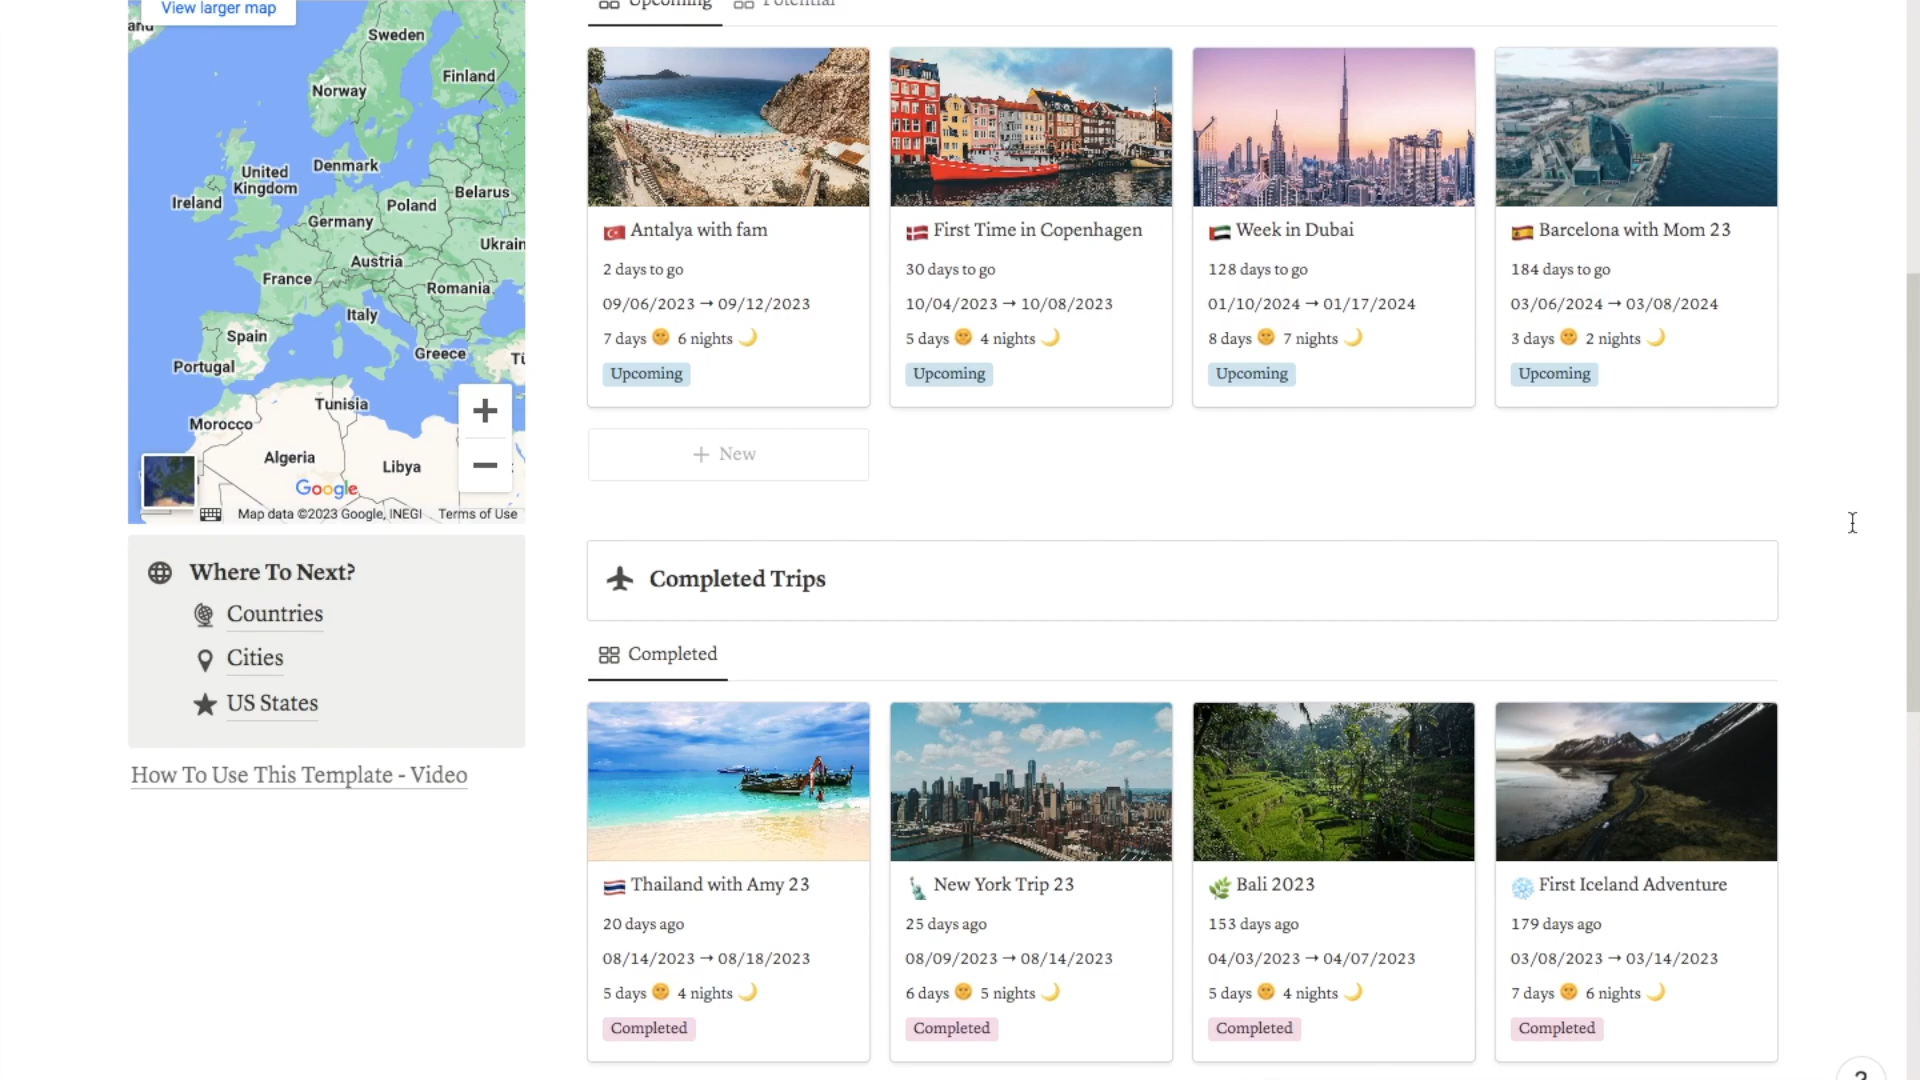 View larger map
Sweden
Finland
Norway
United Kingdom
Denmark
Ireland
Belarus
Poland
Germany
Ukrain
Austria
France
Romania
Italy
Spain
Greece
Portugal
Tunisia
Morocco
Algeria
Libya
Google
Map data ©2023 Google, INEGI
Terms of Use
Where To Next?
Countries
Cities
US States
How To Use This Template - Video
Upcoming
Potential
Antalya with fam
2 days to go
09/06/2023 → 09/12/2023
7 days 🌞 6 nights 🌙
Upcoming
First Time in Copenhagen
30 days to go
10/04/2023 → 10/08/2023
5 days 🌞 4 nights 🌙
Upcoming
Week in Dubai
128 days to go
01/10/2024 → 01/17/2024
8 days 🌞 7 nights 🌙
Upcoming
Barcelona with Mom 23
184 days to go
03/06/2024 → 03/08/2024
3 days 🌞 2 nights 🌙
Upcoming
+ New
Completed Trips
Completed
Thailand with Amy 23
20 days ago
08/14/2023 → 08/18/2023
5 days 🌞 4 nights 🌙
Completed
New York Trip 23
25 days ago
08/09/2023 → 08/14/2023
6 days 🌞 5 nights 🌙
Completed
Bali 2023
153 days ago
04/03/2023 → 04/07/2023
5 days 🌞 4 nights 🌙
Completed
First Iceland Adventure
179 days ago
03/08/2023 → 03/14/2023
7 days 🌞 6 nights 🌙
Completed